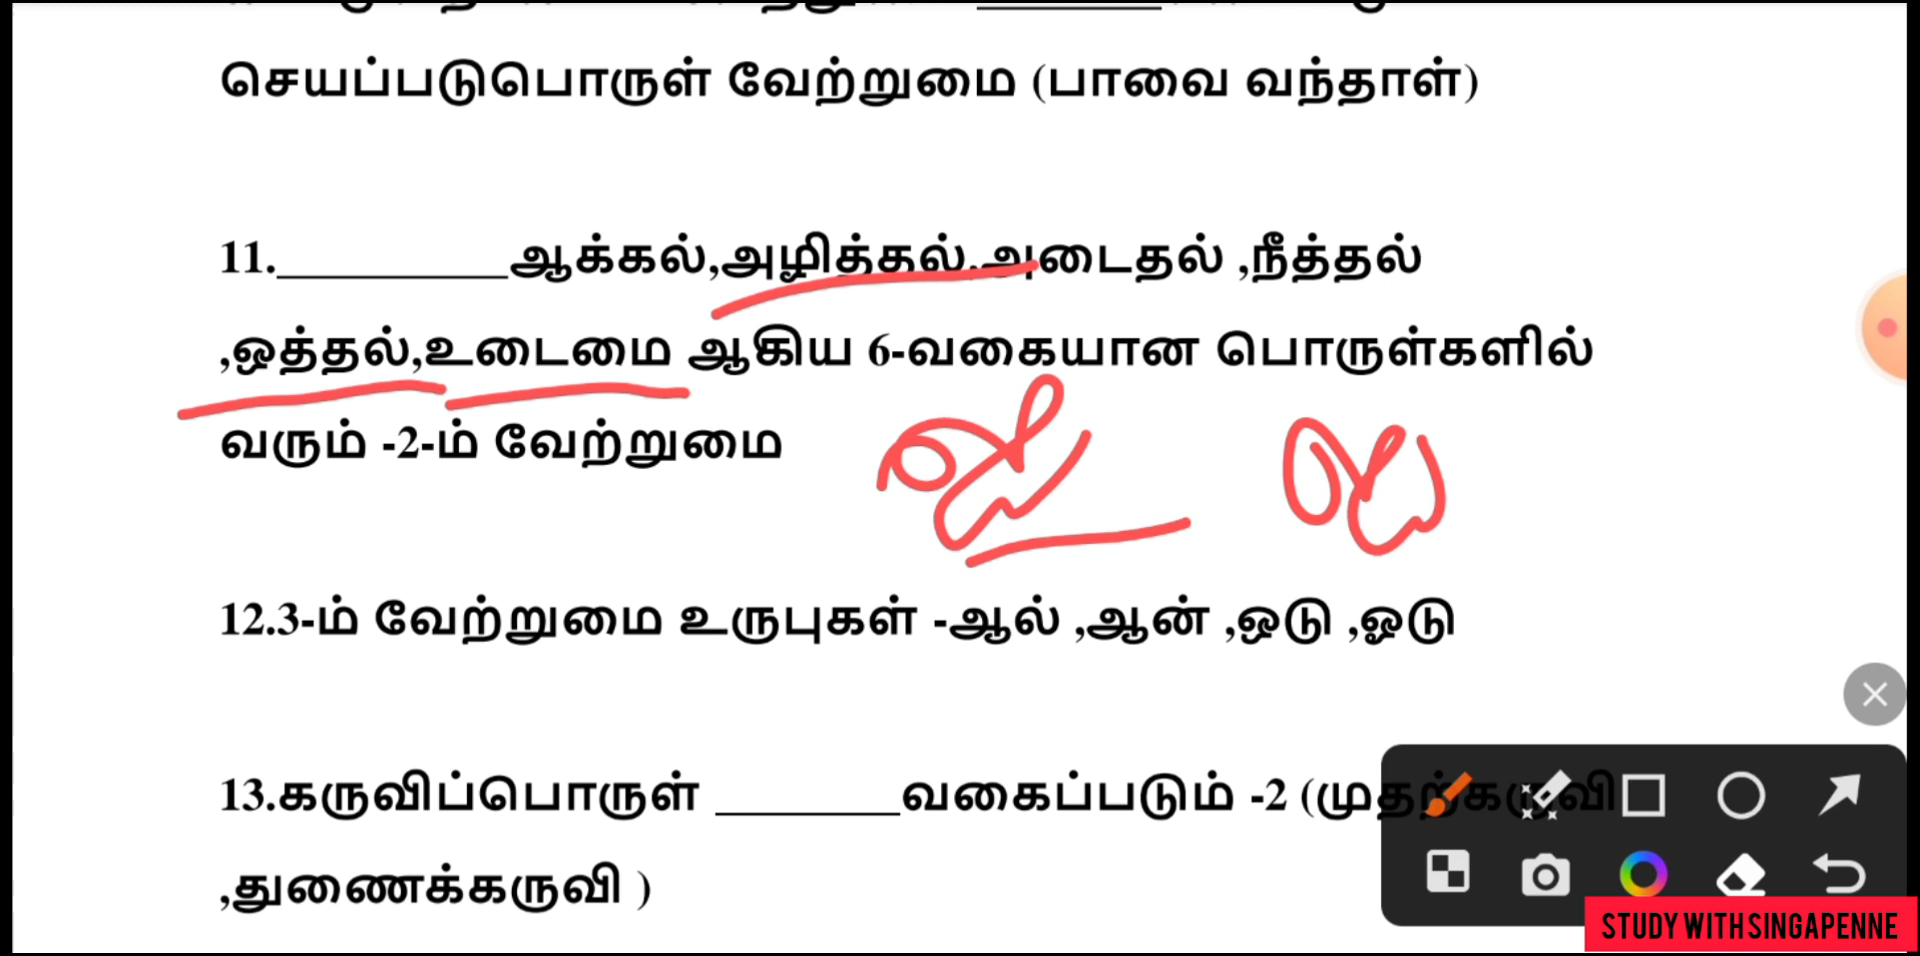 செயப்படுபொருள் வேற்றுமை (பாவை வந்தாள்)
11.__________ஆக்கல்,அழித்தல்,அடைதல் ,நீத்தல்
,ஒத்தல்,உடைமை ஆகிய 6-வகையான பொருள்களில்
வரும் -2-ம் வேற்றுமை
12.3-ம் வேற்றுமை உருபுகள் -ஆல் ,ஆன் ,ஒடு ,ஓடு
13.கருவிப்பொருள் ________வகைப்படும் -2 (முதற்கருவி
,துணைக்கருவி )
STUDY WITH SINGAPENNE